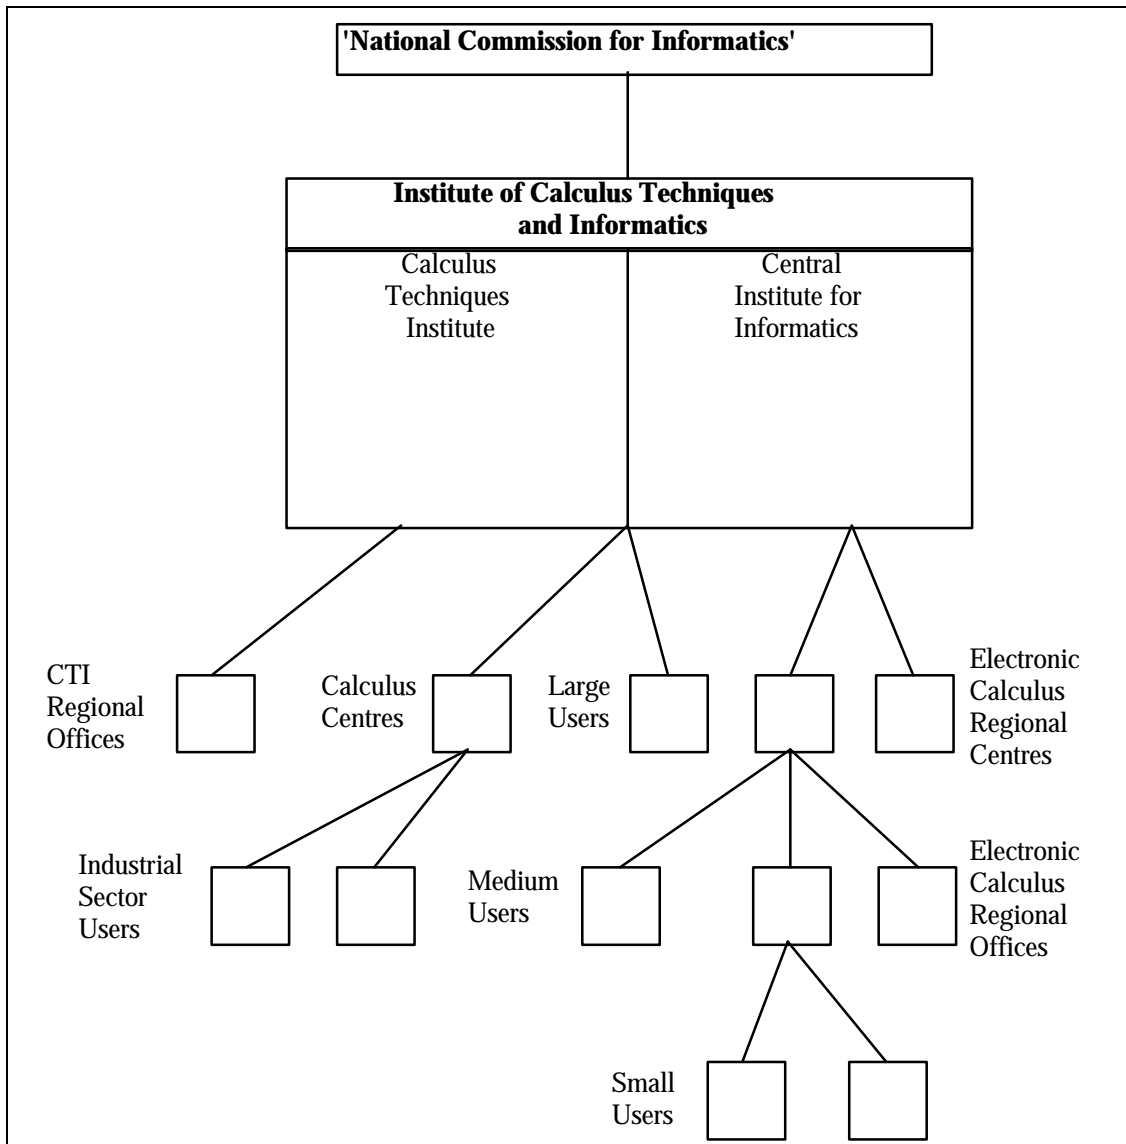 'National Commission for Informatics'
Institute of Calculus Techniques
and Informatics
Calculus
Techniques
Institute
Central
Institute for
Informatics
CTI
Regional
Offices
Calculus
Centres
Large
Users
Electronic
Calculus
Regional
Centres
Industrial
Sector
Users
Medium
Users
Electronic
Calculus
Regional
Offices
Small
Users